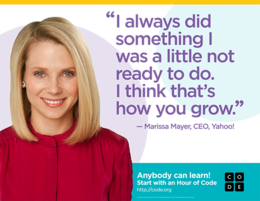 “I always did
something I
was a little not
ready to do.
I think that's
how you grow.”
— Marissa Mayer, CEO, Yahoo!
Anybody can learn!
Start with an Hour of Code
http://code.org
C O
D E